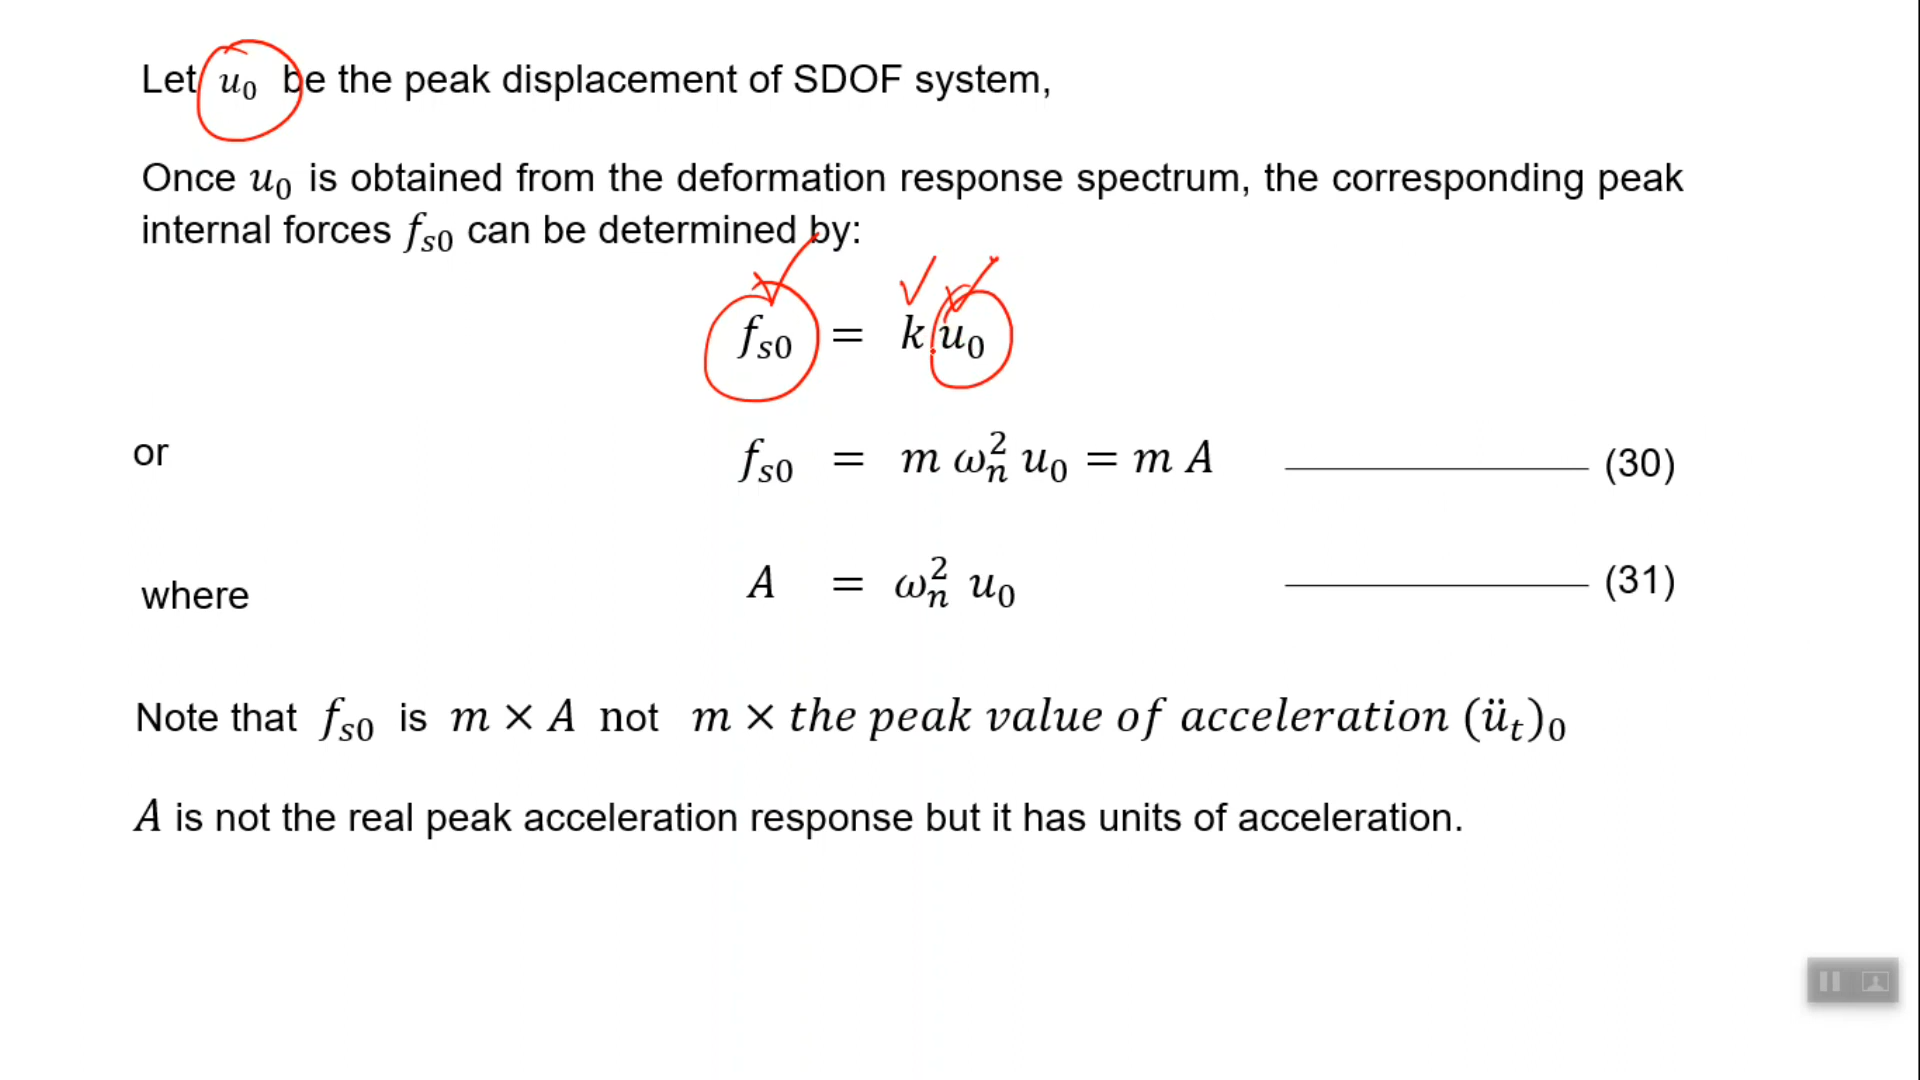 Let u₀ be the peak displacement of SDOF system,
Once u₀ is obtained from the deformation response spectrum, the corresponding peak
internal forces fₛ₀ can be determined by:
fₛ₀ = k u₀
or fₛ₀ = m ωₙ² u₀ = m A (30)
where A = ωₙ² u₀ (31)
Note that fₛ₀ is m × A not m × the peak value of acceleration (üₜ)₀
A is not the real peak acceleration response but it has units of acceleration.